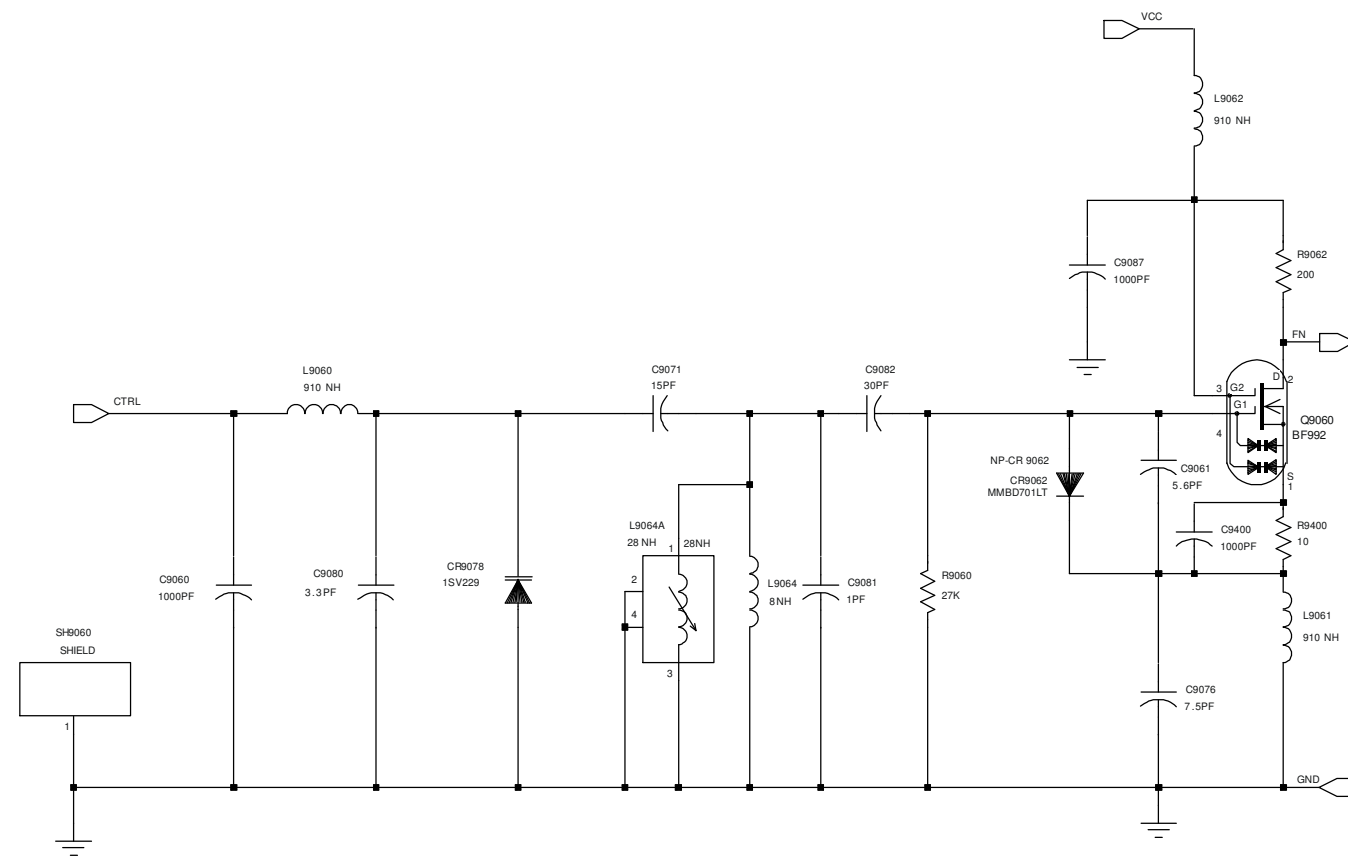 VCC
L9062
910 NH
C9087
1000PF
R9062
200
FN
L9060
910 NH
C9071
15PF
C9082
30PF
CTRL
D
2
3
G2
G1
4
Q9060
BF992
S
1
NP-CR 9062
CR9062
MMBD701LT
C9061
5.6PF
C9400
1000PF
R9400
10
L9064A
28 NH
1
28NH
2
4
3
C9060
1000PF
C9080
3.3PF
CR9078
1SV229
L9064
8NH
C9081
1PF
R9060
27K
L9061
910 NH
SH9060
SHIELD
1
C9076
7.5PF
GND